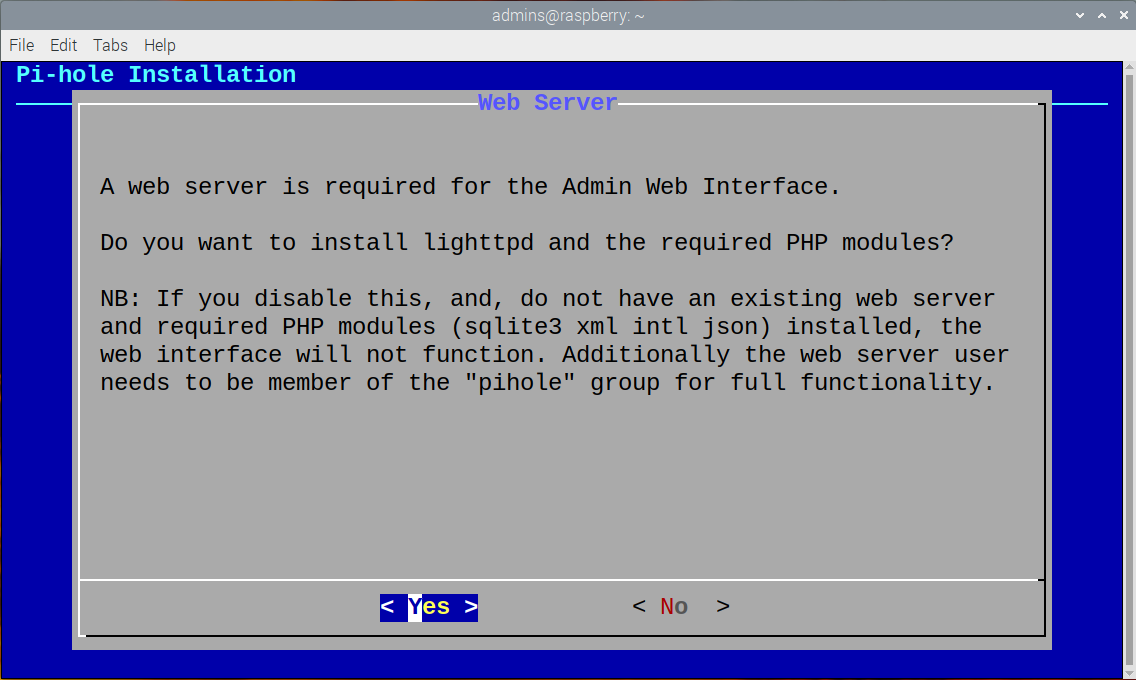 admins@raspberry: ~
File Edit Tabs Help
Pi-hole Installation
Web Server
A web server is required for the Admin Web Interface.
Do you want to install lighttpd and the required PHP modules?
NB: If you disable this, and, do not have an existing web server
and required PHP modules (sqlite3 xml intl json) installed, the
web interface will not function. Additionally the web server user
needs to be member of the "pihole" group for full functionality.
< Yes > < No >